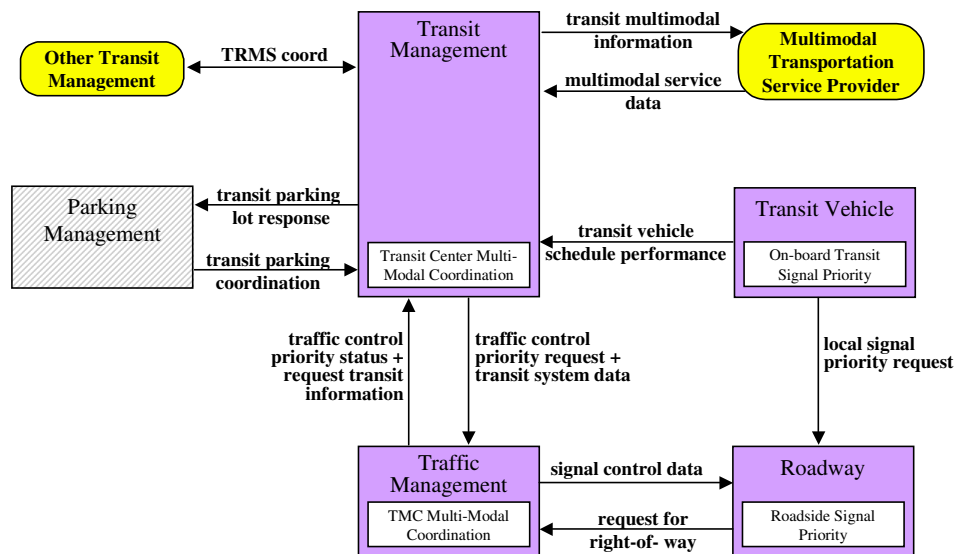 Transit
Management
transit multimodal
information
Other Transit
Management
TRMS coord
Multimodal
Transportation
Service Provider
multimodal service
data
Parking
Management
transit parking
lot response
transit parking
coordination
Transit Center Multi-
Modal Coordination
transit vehicle
schedule performance
Transit Vehicle
On-board Transit
Signal Priority
traffic control
priority status +
request transit
information
traffic control
priority request +
transit system data
local signal
priority request
Traffic
Management
TMC Multi-Modal
Coordination
signal control data
request for
right-of- way
Roadway
Roadside Signal
Priority